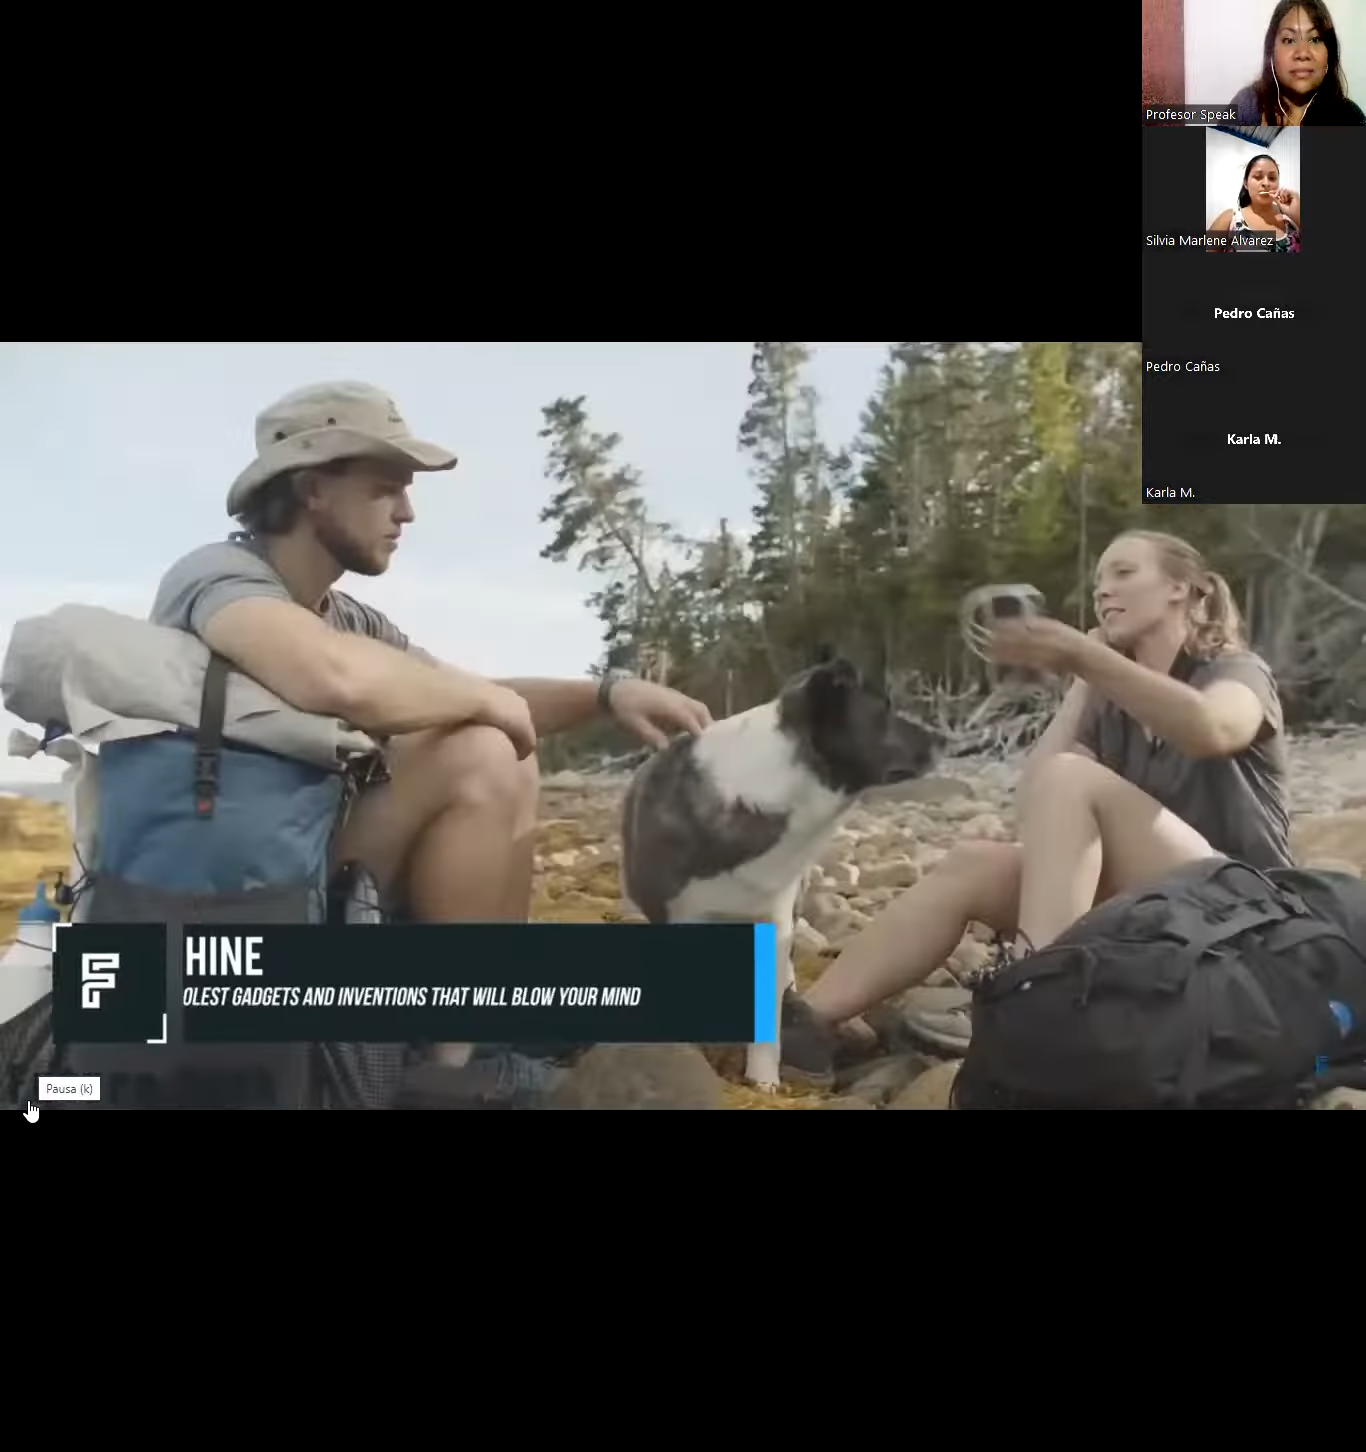 Profesor Speak
Silvia Marlene Alvarez
Pedro Cañas
Pedro Cañas
Karla M.
Karla M.
HINE
OLEST GADGETS AND INVENTIONS THAT WILL BLOW YOUR MIND
Pausa (k)